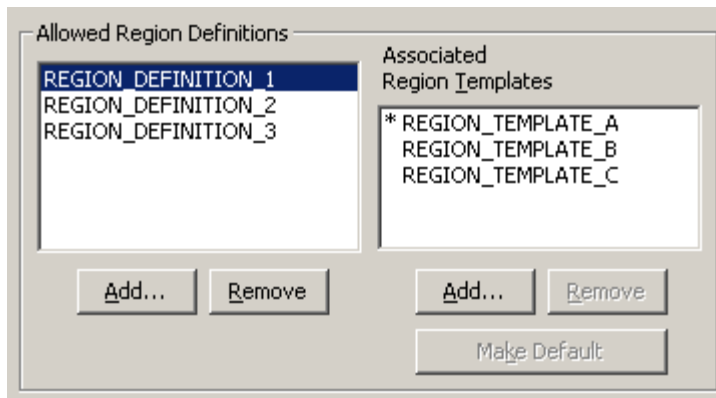 Allowed Region Definitions
REGION_DEFINITION_1
REGION_DEFINITION_2
REGION_DEFINITION_3
Add...
Remove
Associated
Region Templates
* REGION_TEMPLATE_A
REGION_TEMPLATE_B
REGION_TEMPLATE_C
Add...
Remove
Make Default